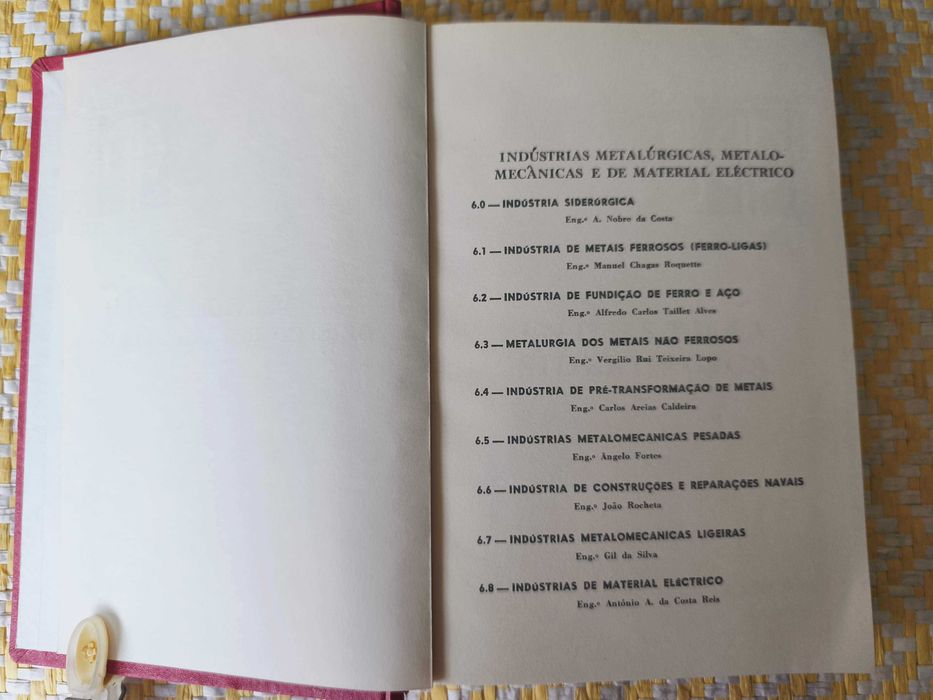 INDÚSTRIAS METALÚRGICAS, METALO-
MECÂNICAS E DE MATERIAL ELÉCTRICO
6.0 — INDÚSTRIA SIDERÚRGICA
Eng.º A. Nobre da Costa
6.1 — INDÚSTRIA DE METAIS FERROSOS (FERRO-LIGAS)
Eng.º Manuel Chagas Roquette
6.2 — INDÚSTRIA DE FUNDIÇÃO DE FERRO E AÇO
Eng.º Alfredo Carlos Taillet Alves
6.3 — METALURGIA DOS METAIS NÃO FERROSOS
Eng.º Vergílio Rui Teixeira Lopo
6.4 — INDÚSTRIA DE PRÉ-TRANSFORMAÇÃO DE METAIS
Eng.º Carlos Areias Caldeira
6.5 — INDÚSTRIAS METALOMECANICAS PESADAS
Eng.º Angelo Fortes
6.6 — INDÚSTRIA DE CONSTRUÇÕES E REPARAÇÕES NAVAIS
Eng.º João Rocheta
6.7 — INDÚSTRIAS METALOMECANICAS LIGEIRAS
Eng.º Gil da Silva
6.8 — INDÚSTRIAS DE MATERIAL ELÉCTRICO
Eng.º António A. da Costa Reis